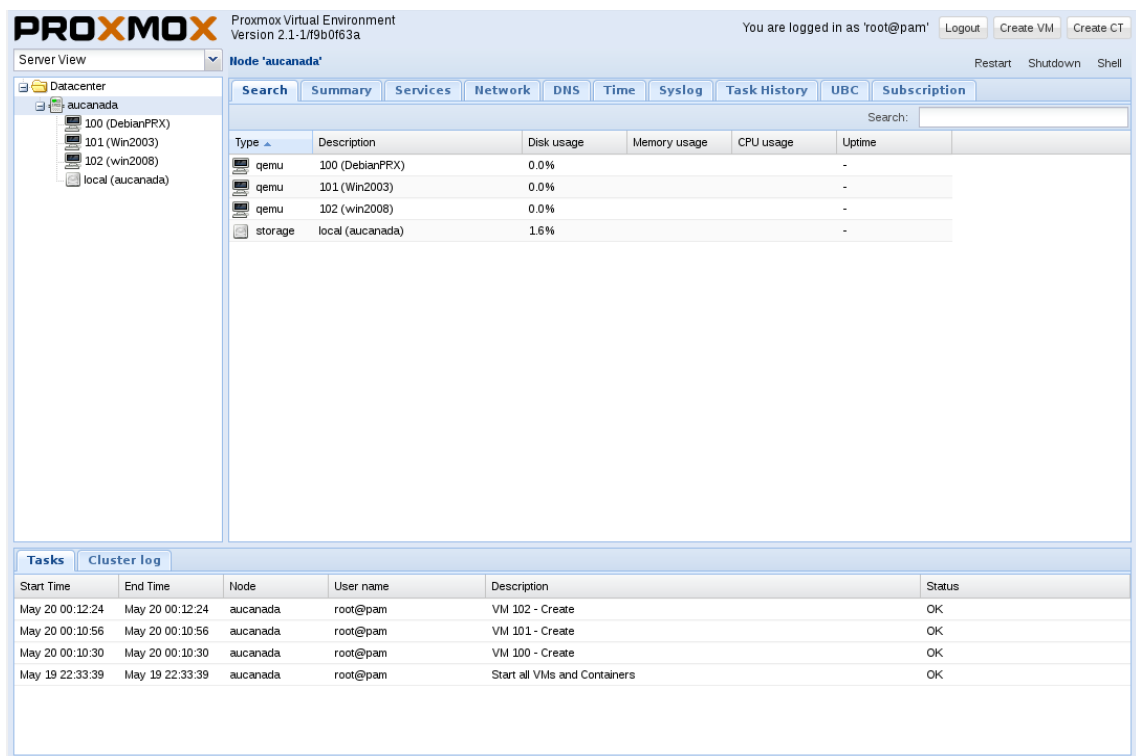 PROXMOX
Proxmox Virtual Environment
Version 2.1-1/f9b0f63a
You are logged in as 'root@pam' Logout Create VM Create CT
Server View
Node 'aucanada'
Restart Shutdown Shell
Datacenter
aucanada
100 (DebianPRX)
101 (Win2003)
102 (win2008)
local (aucanada)
Search Summary Services Network DNS Time Syslog Task History UBC Subscription
Search:
Type Description Disk usage Memory usage CPU usage Uptime
qemu 100 (DebianPRX) 0.0% -
qemu 101 (Win2003) 0.0% -
qemu 102 (win2008) 0.0% -
storage local (aucanada) 1.6% -
Tasks Cluster log
Start Time End Time Node User name Description Status
May 20 00:12:24 May 20 00:12:24 aucanada root@pam VM 102 - Create OK
May 20 00:10:56 May 20 00:10:56 aucanada root@pam VM 101 - Create OK
May 20 00:10:30 May 20 00:10:30 aucanada root@pam VM 100 - Create OK
May 19 22:33:39 May 19 22:33:39 aucanada root@pam Start all VMs and Containers OK